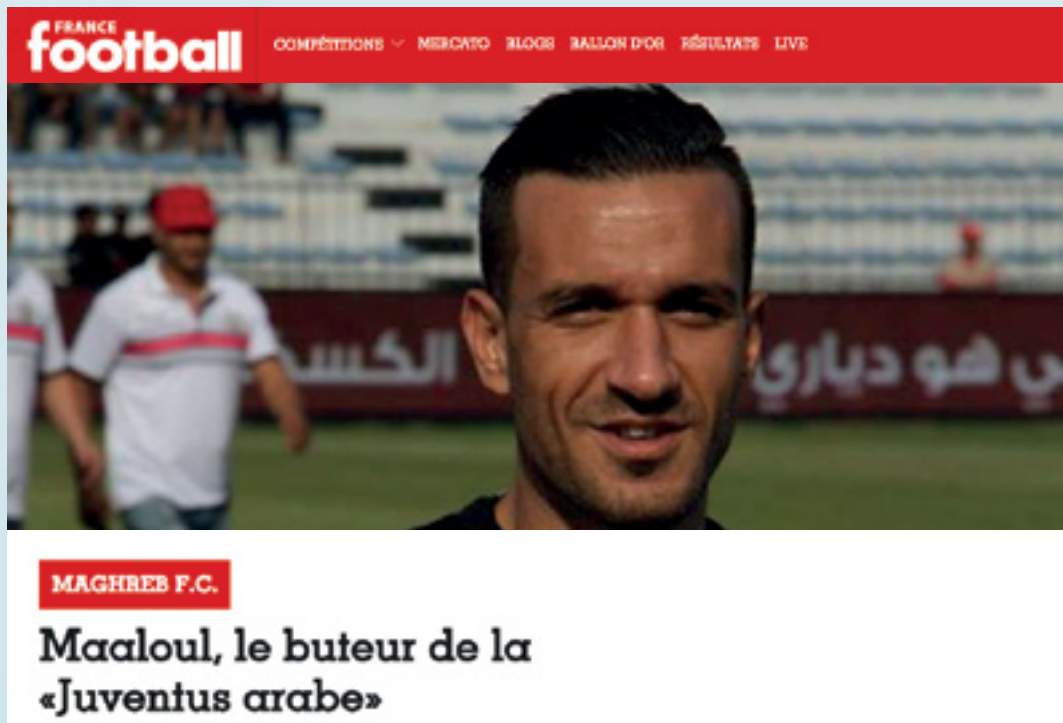 FRANCE
football
COMPÉTITIONS MERCATO BLOGS BALLON D'OR RÉSULTATS LIVE
الكسك
ي هو دياري
MAGHREB F.C.
Maaloul, le buteur de la
«Juventus arabe»